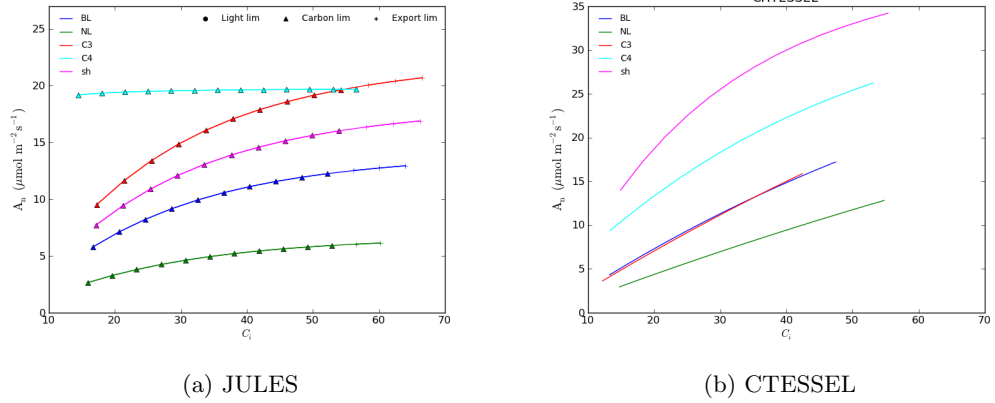 CTESSEL
BL
NL
C3
C4
sh
Light lim
Carbon lim
Export lim
25
20
15
10
5
0
10 20 30 40 50 60 70
A_n (μmol m⁻² s⁻¹)
C_i
BL
NL
C3
C4
sh
35
30
25
20
15
10
5
0
10 20 30 40 50 60 70
A_n (μmol m⁻² s⁻¹)
C_i
(a) JULES
(b) CTESSEL